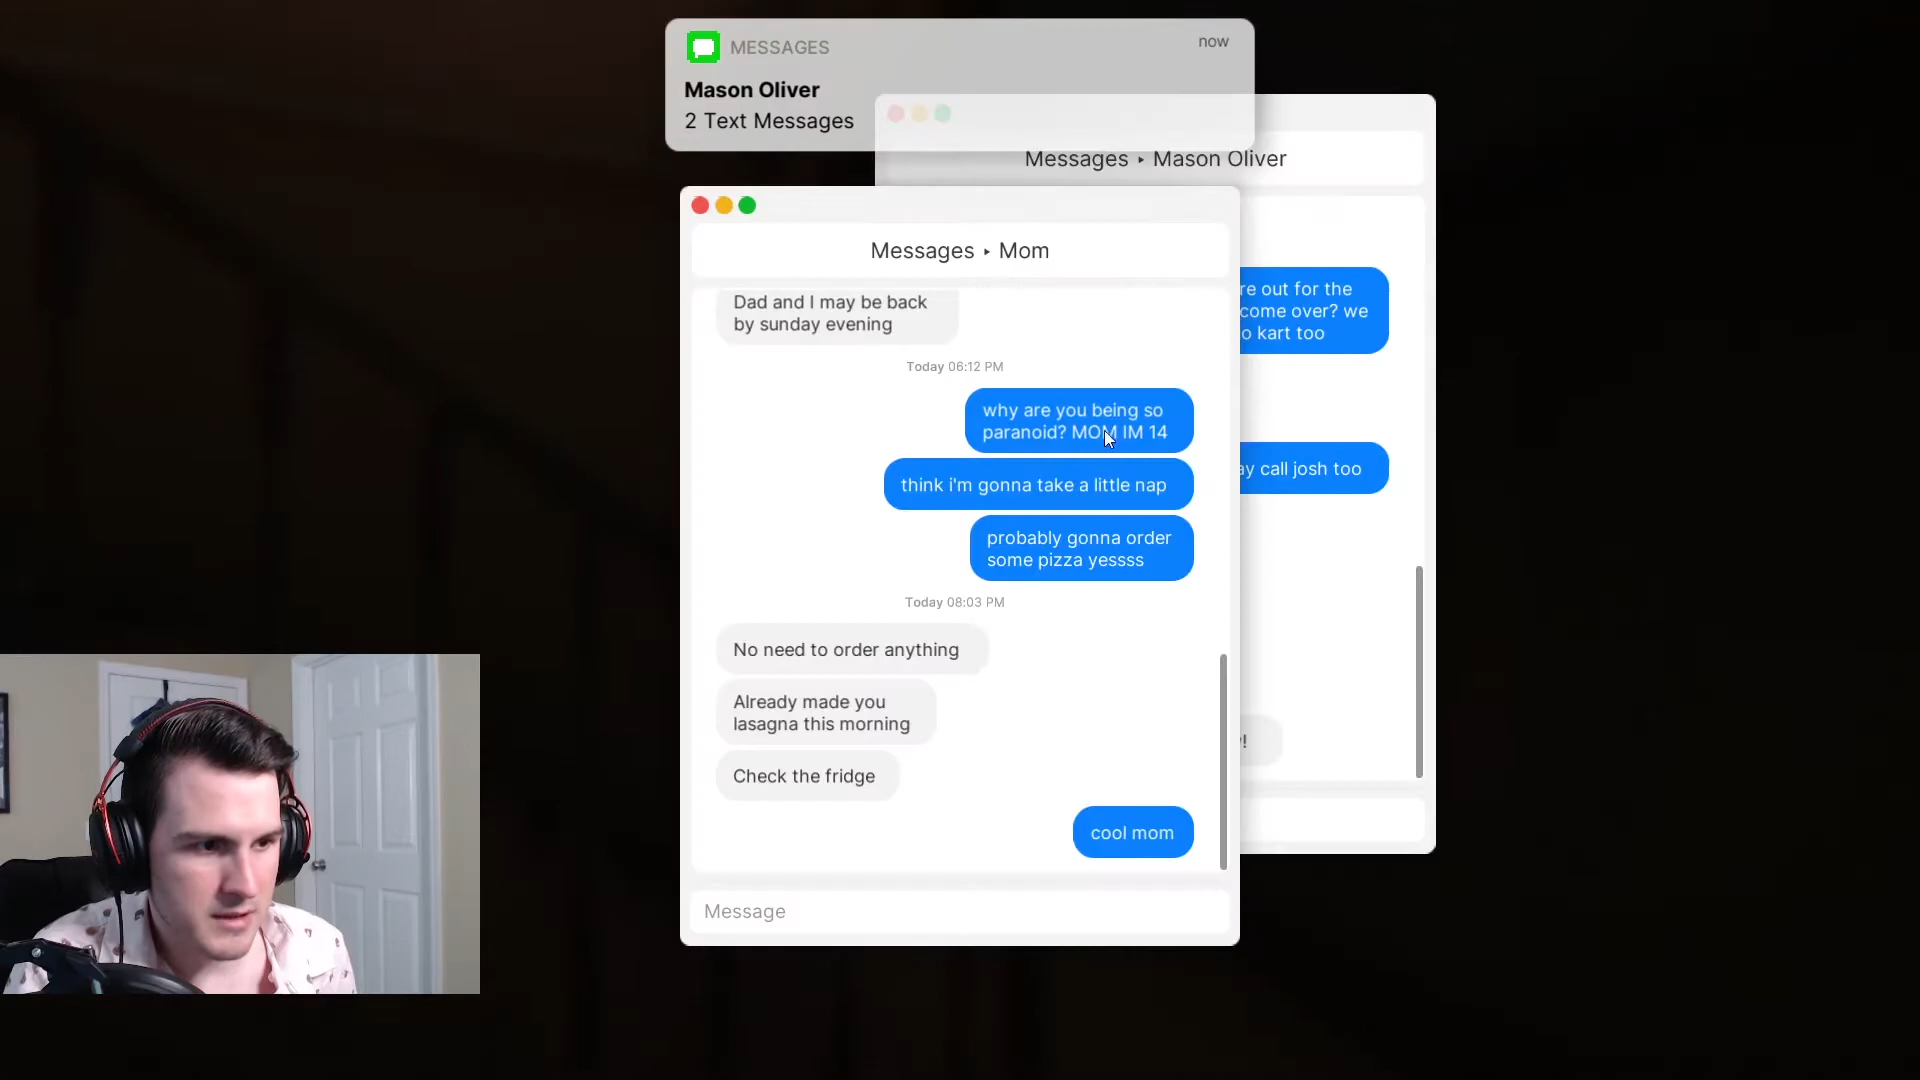 MESSAGES
now
Mason Oliver
2 Text Messages
Messages ‣ Mason Oliver
re out for the
come over? we
o kart too
ay call josh too
!
Messages ‣ Mom
Dad and I may be back
by sunday evening
Today 06:12 PM
why are you being so
paranoid? MOM IM 14
think i'm gonna take a little nap
probably gonna order
some pizza yessss
Today 08:03 PM
No need to order anything
Already made you
lasagna this morning
Check the fridge
cool mom
Message